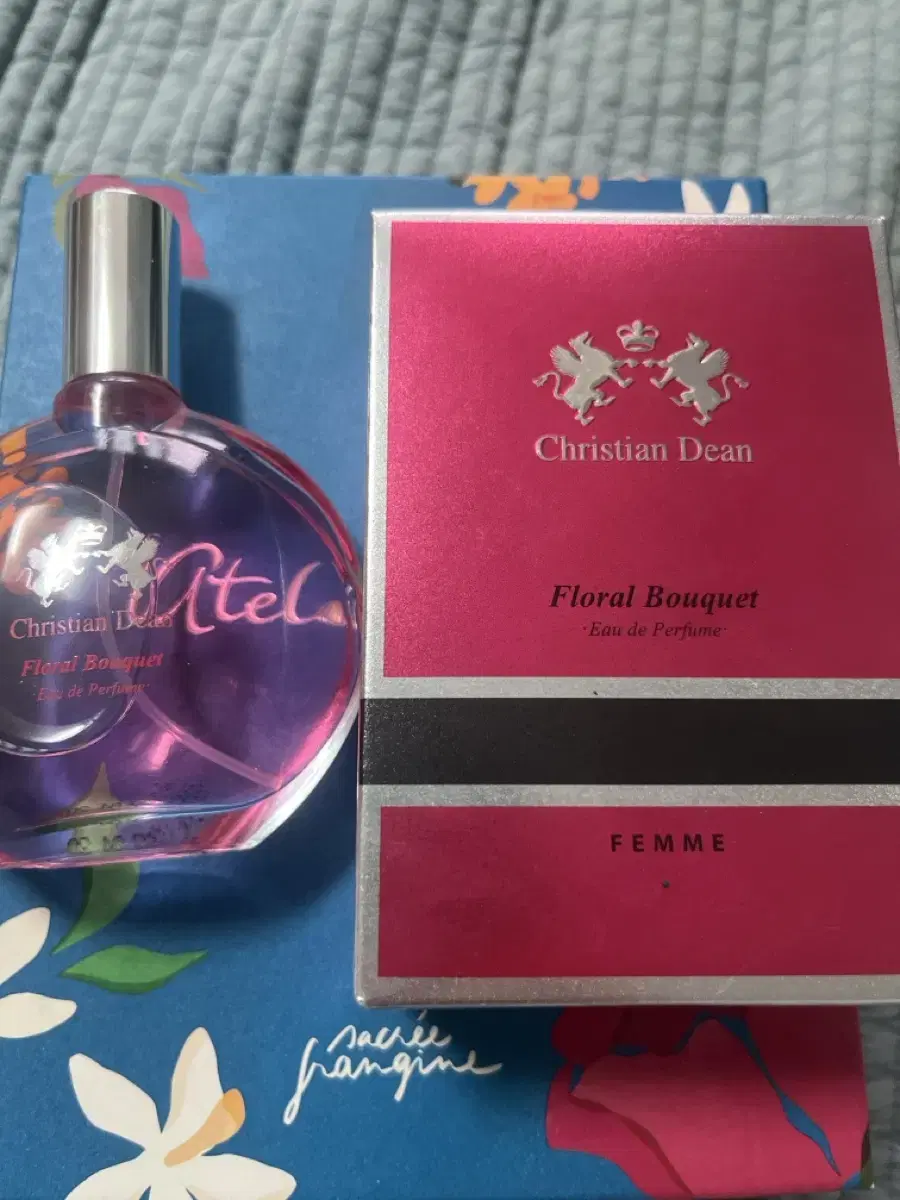 Christian Dean
Floral Bouquet
·Eau de Perfume·
Christian Dean
Floral Bouquet
·Eau de Perfume·
FEMME
sacrée
frangine